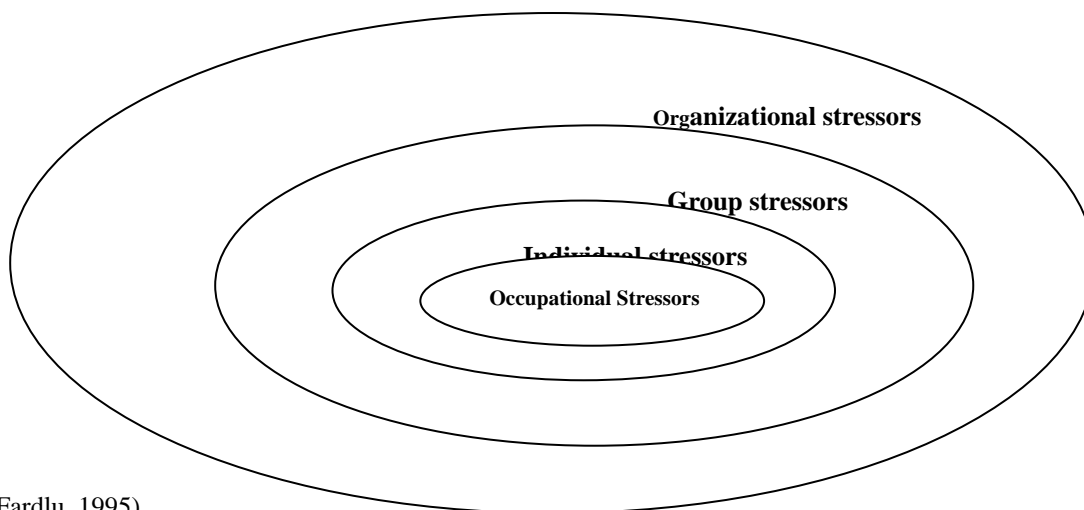 Organizational stressors
Group stressors
Individual stressors
Occupational Stressors
Fardlu, 1995)